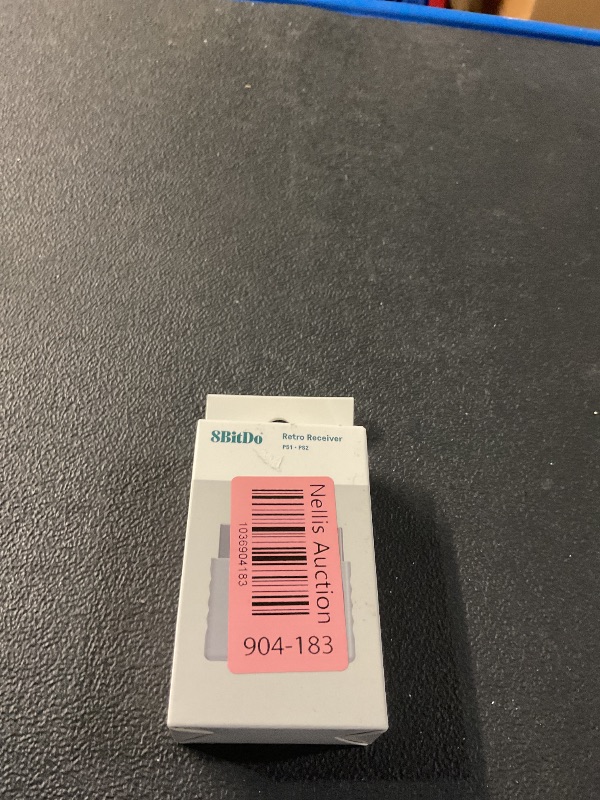 8BitDo
Retro Receiver
PS1 - PS2
Nellis Auction
1036904183
904-183